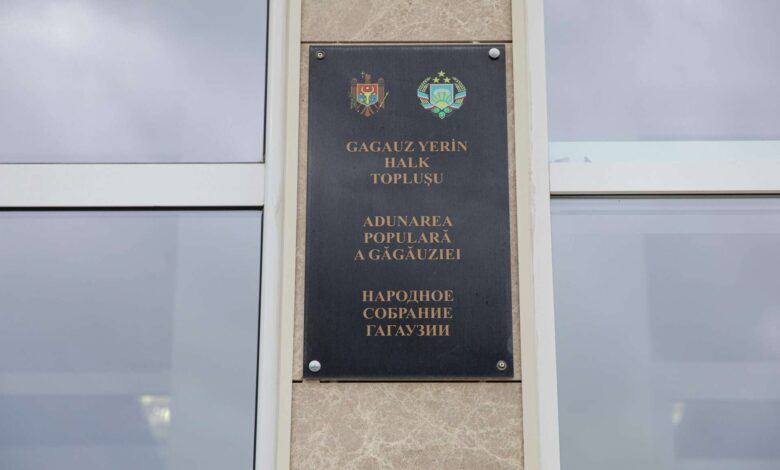 GAGAUZ YERİN
HALK
TOPLUŞU
ADUNAREA
POPULARĂ
A GĂGĂUZIEI
НАРОДНОЕ
СОБРАНИЕ
ГАГАУЗИИ